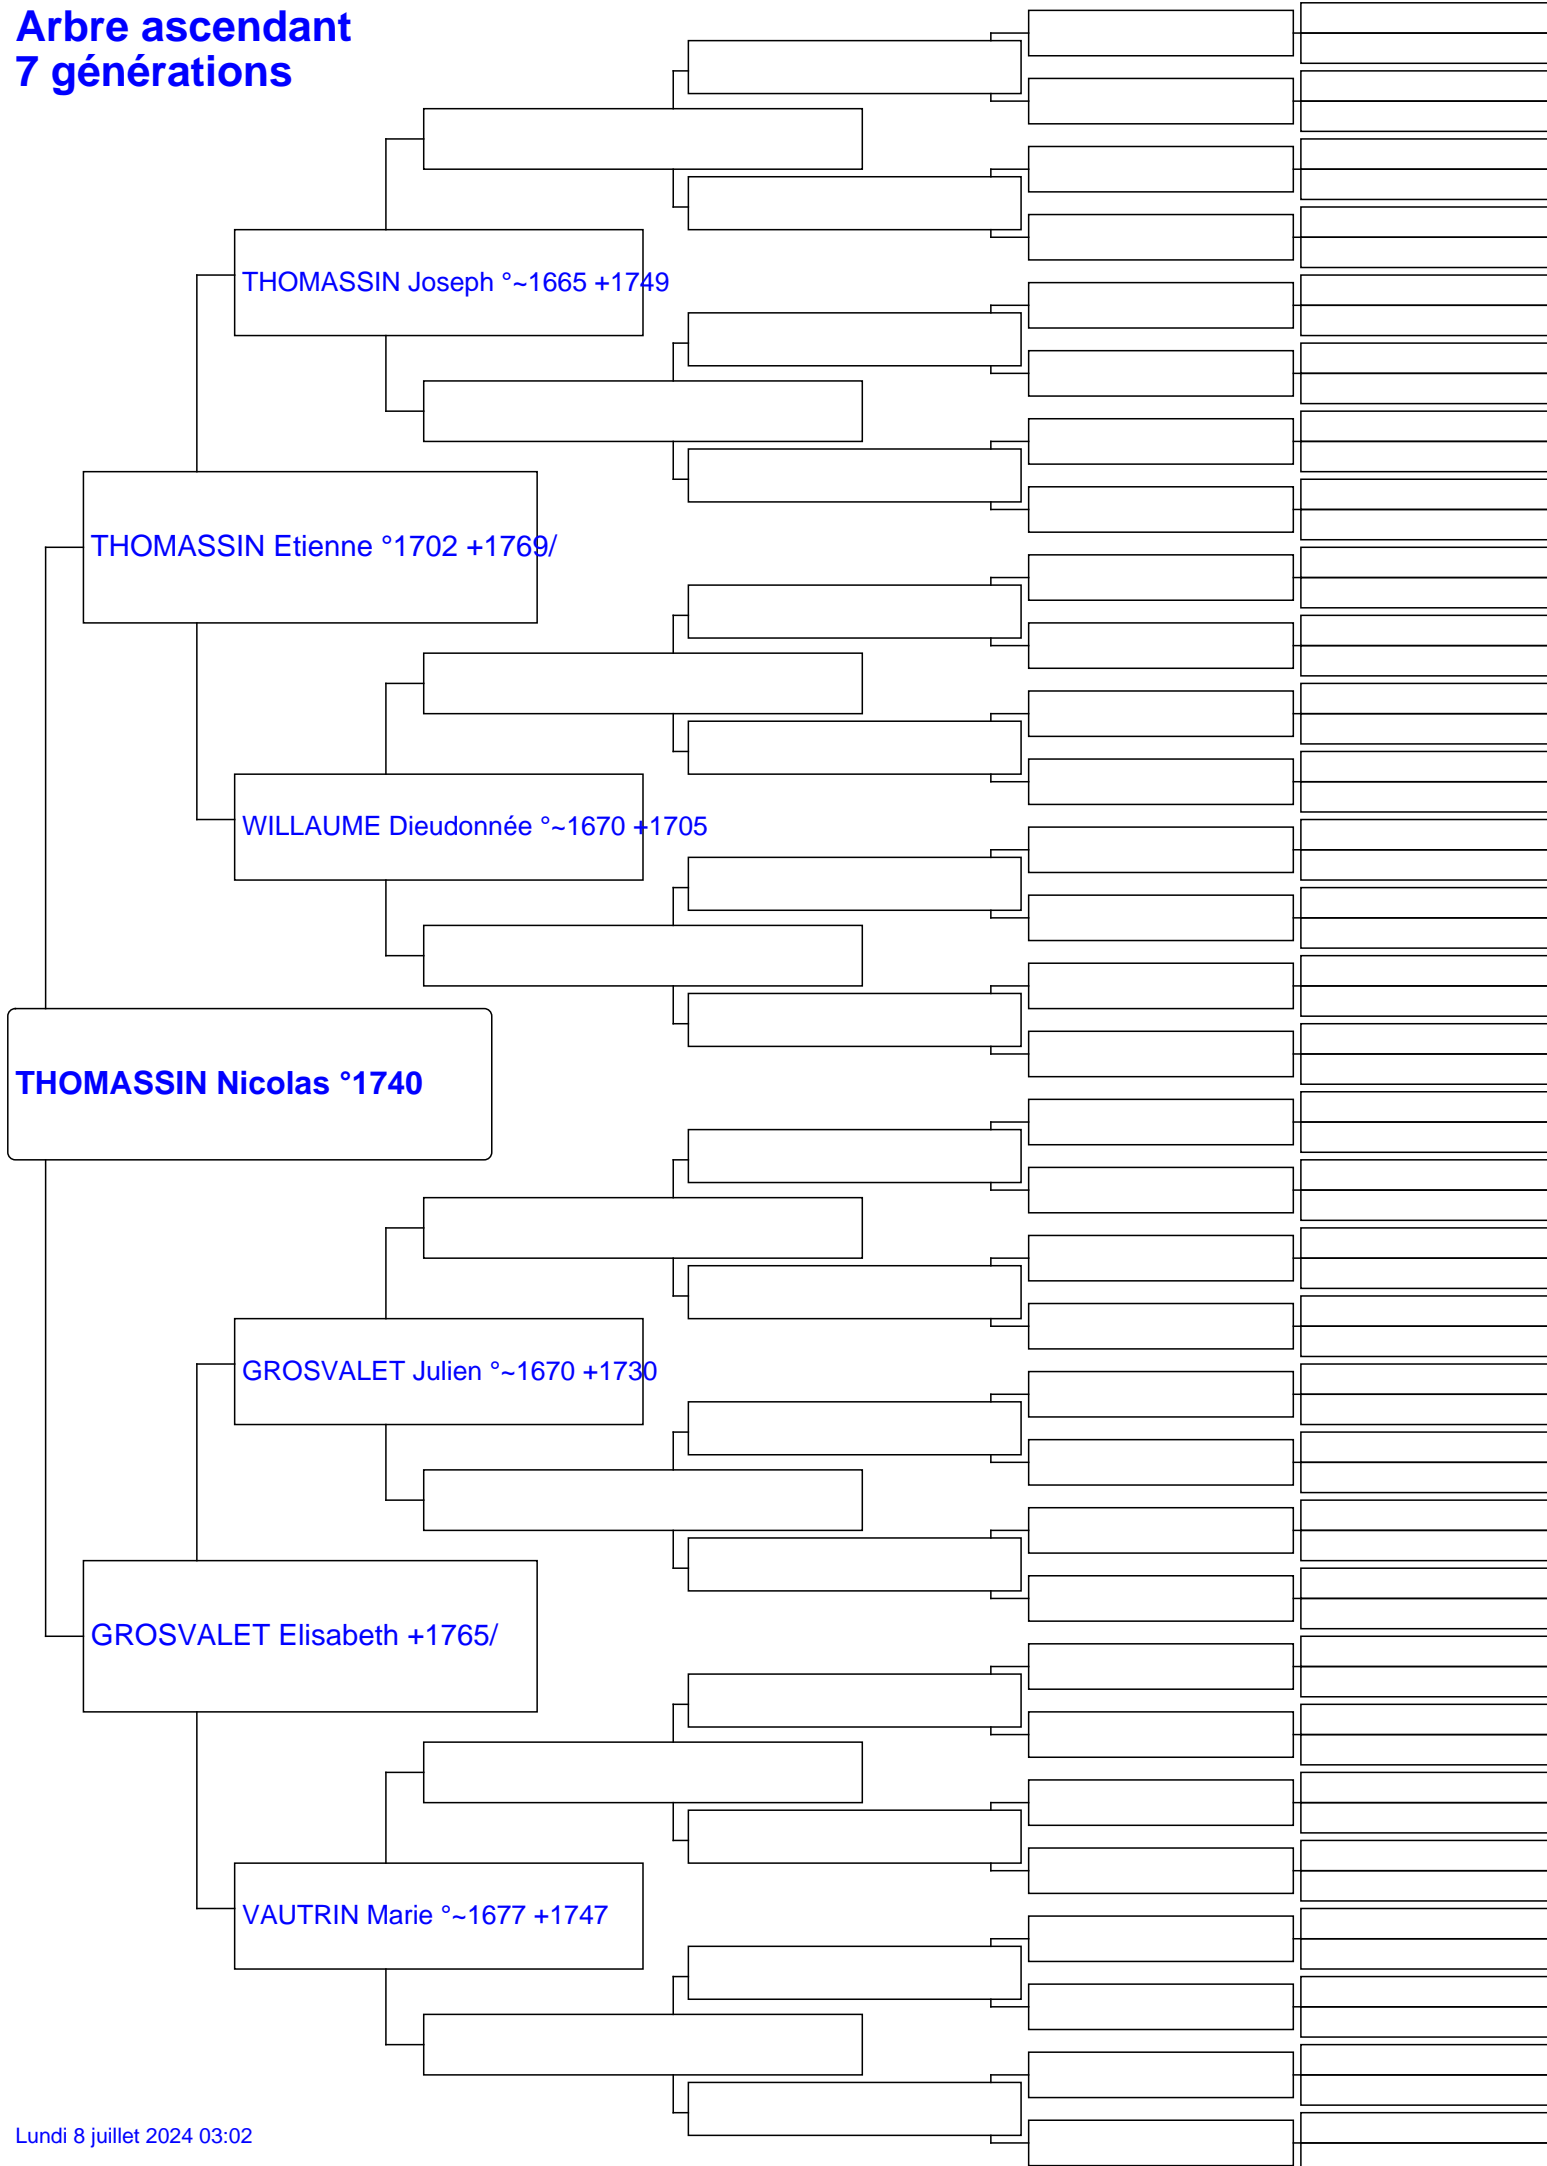 Arbre ascendant
7 générations
THOMASSIN Joseph °~1665 +1749
THOMASSIN Etienne °1702 +1769/
WILLAUME Dieudonnée °~1670 +1705
THOMASSIN Nicolas °1740
GROSVALET Julien °~1670 +1730
GROSVALET Elisabeth +1765/
VAUTRIN Marie °~1677 +1747
Lundi 8 juillet 2024 03:02